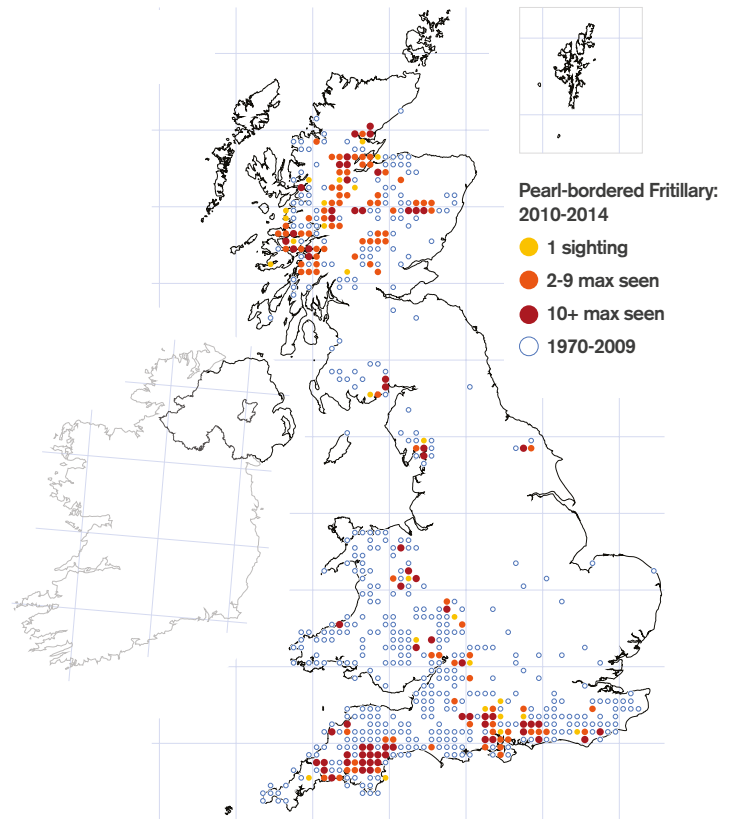 Pearl-bordered Fritillary:
2010-2014
1 sighting
2-9 max seen
10+ max seen
1970-2009